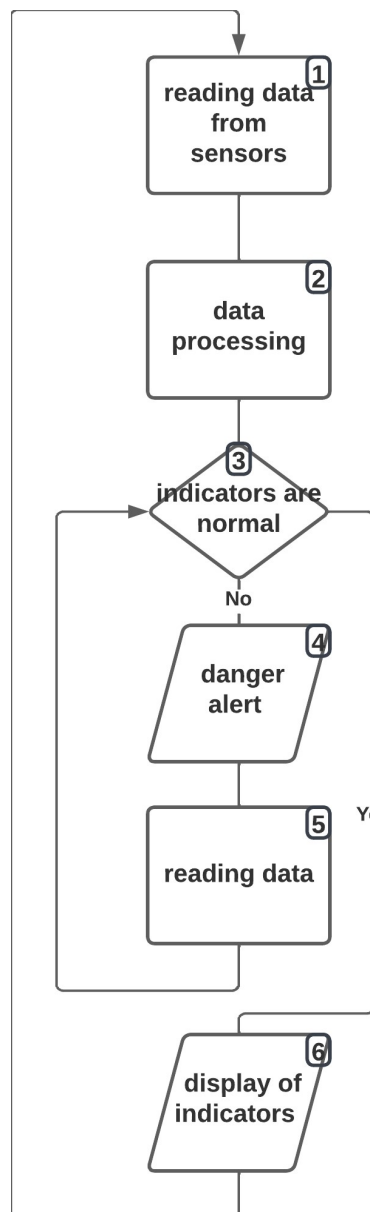 1
reading data
from
sensors
2
data
processing
3
indicators are
normal
No
4
danger
alert
5
reading data
6
display of
indicators